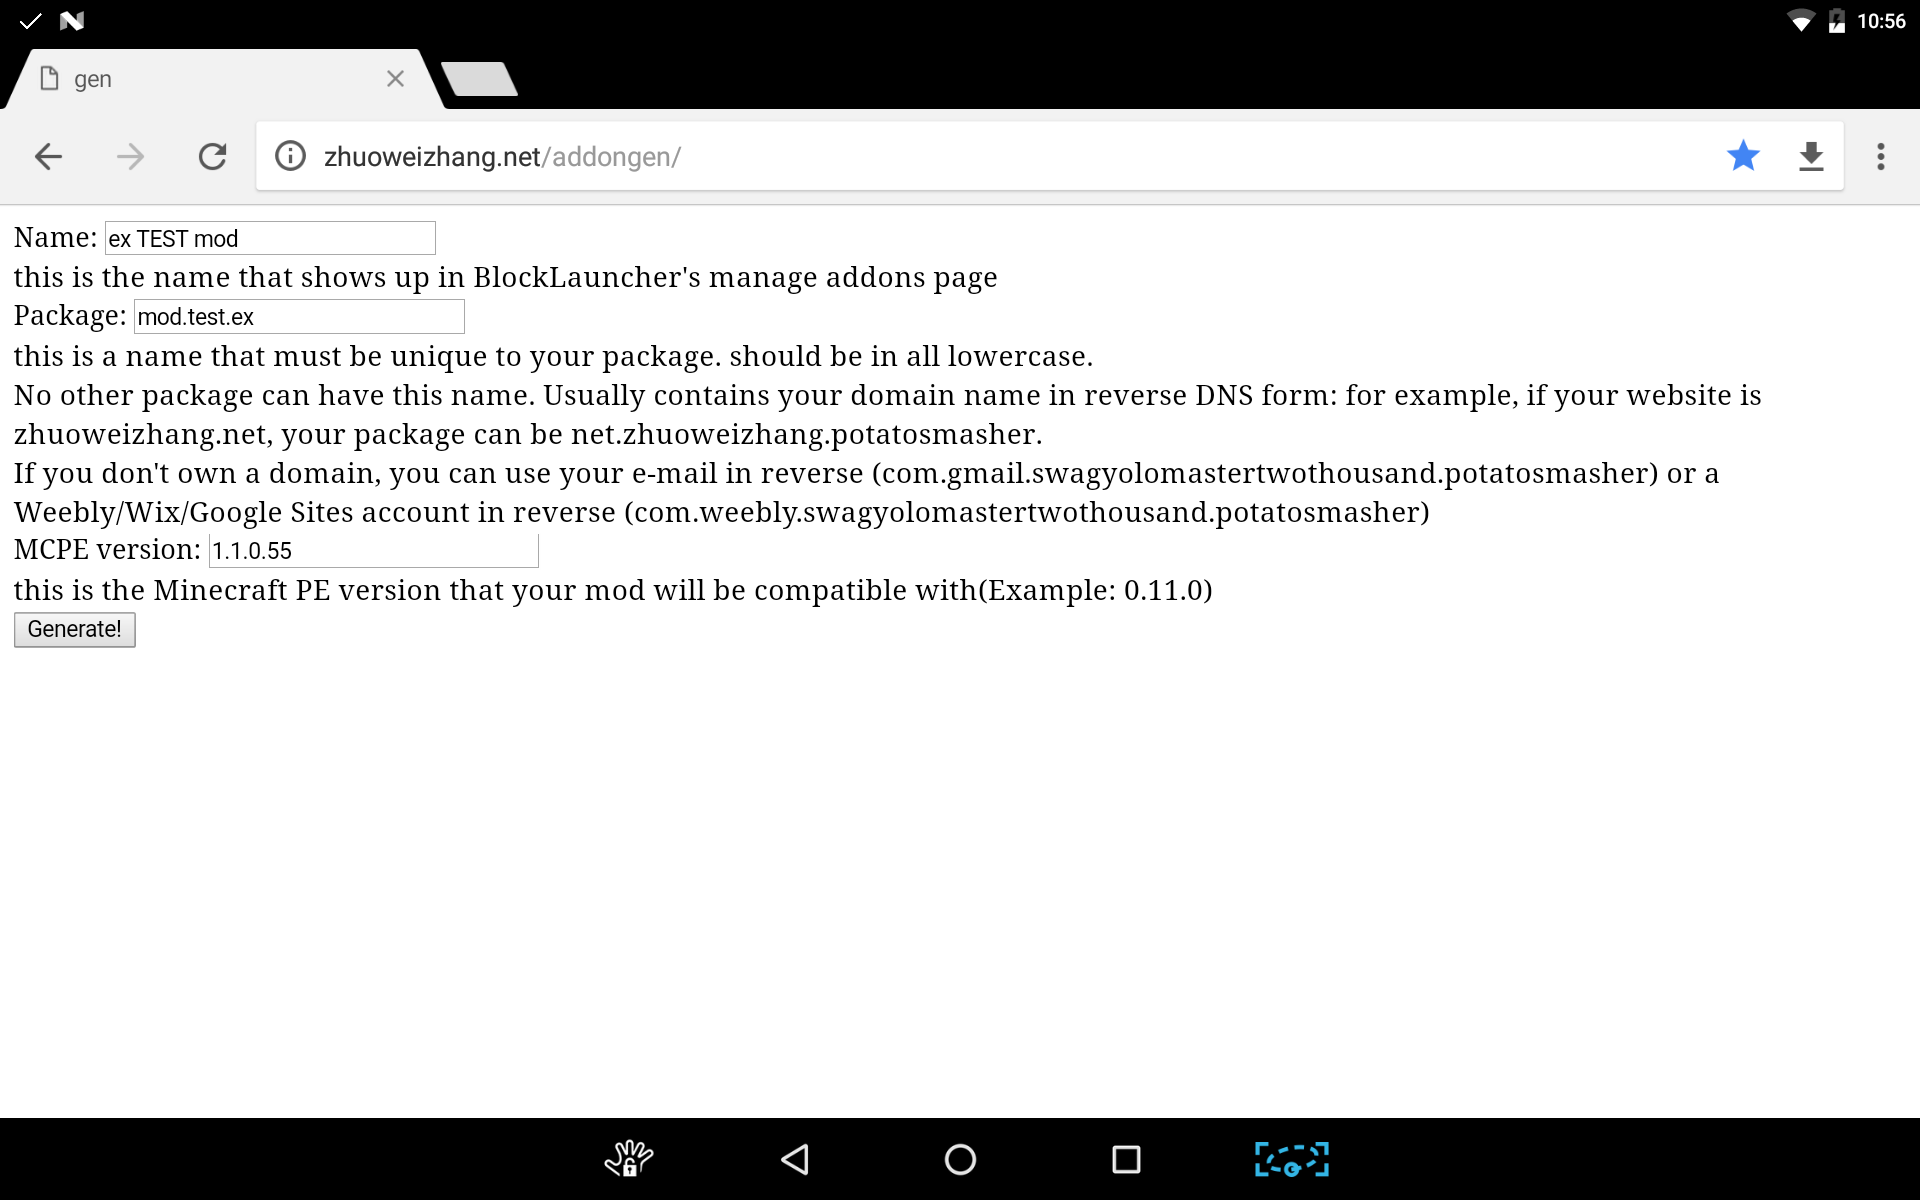 10:56
gen
zhuoweizhang.net/addongen/
Name: ex TEST mod
this is the name that shows up in BlockLauncher's manage addons page
Package: mod.test.ex
this is a name that must be unique to your package. should be in all lowercase.
No other package can have this name. Usually contains your domain name in reverse DNS form: for example, if your website is
zhuoweizhang.net, your package can be net.zhuoweizhang.potatosmasher.
If you don't own a domain, you can use your e-mail in reverse (com.gmail.swagyolomastertwothousand.potatosmasher) or a
Weebly/Wix/Google Sites account in reverse (com.weebly.swagyolomastertwothousand.potatosmasher)
MCPE version: 1.1.0.55
this is the Minecraft PE version that your mod will be compatible with(Example: 0.11.0)
Generate!